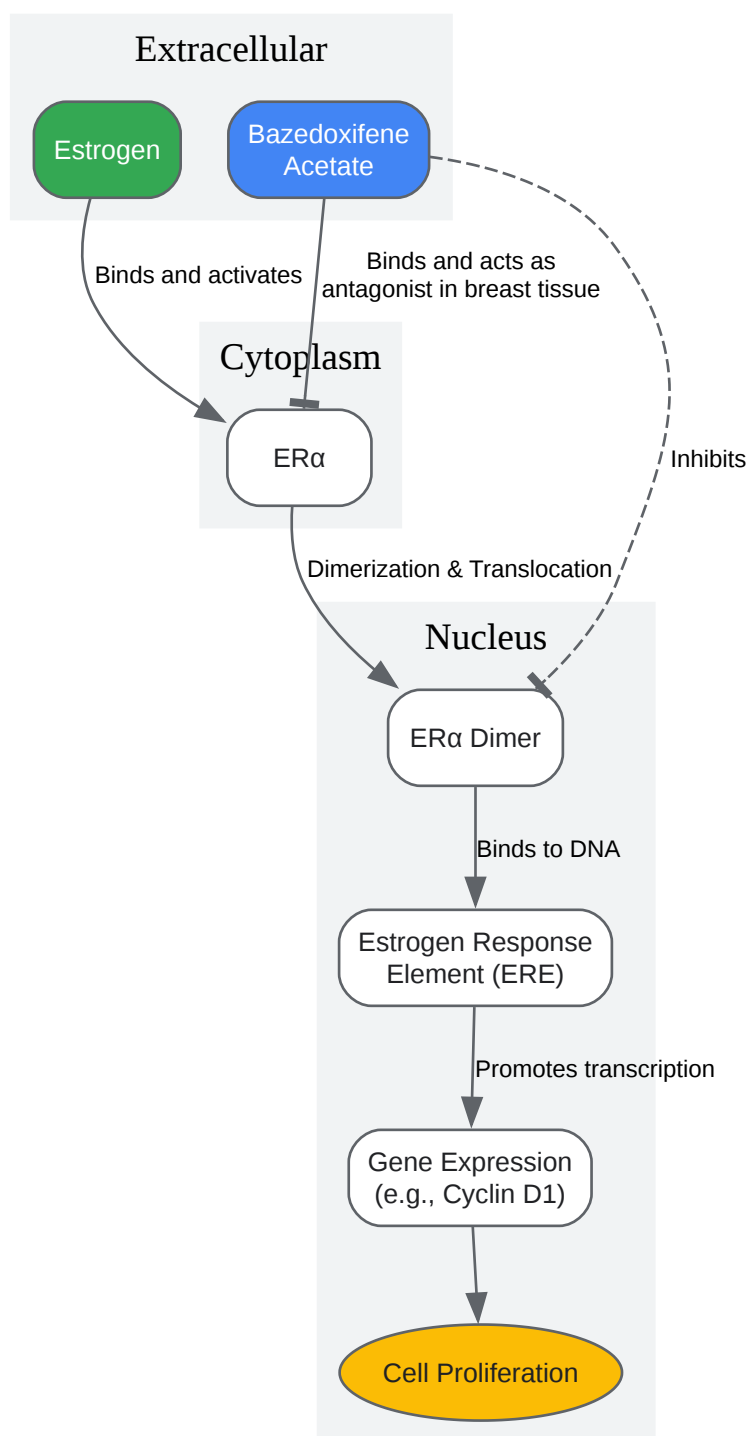 Extracellular
Estrogen
Bazedoxifene
Acetate
Binds and activates
Binds and acts as
antagonist in breast tissue
Cytoplasm
ERα
Inhibits
Dimerization & Translocation
Nucleus
ERα Dimer
Binds to DNA
Estrogen Response
Element (ERE)
Promotes transcription
Gene Expression
(e.g., Cyclin D1)
Cell Proliferation